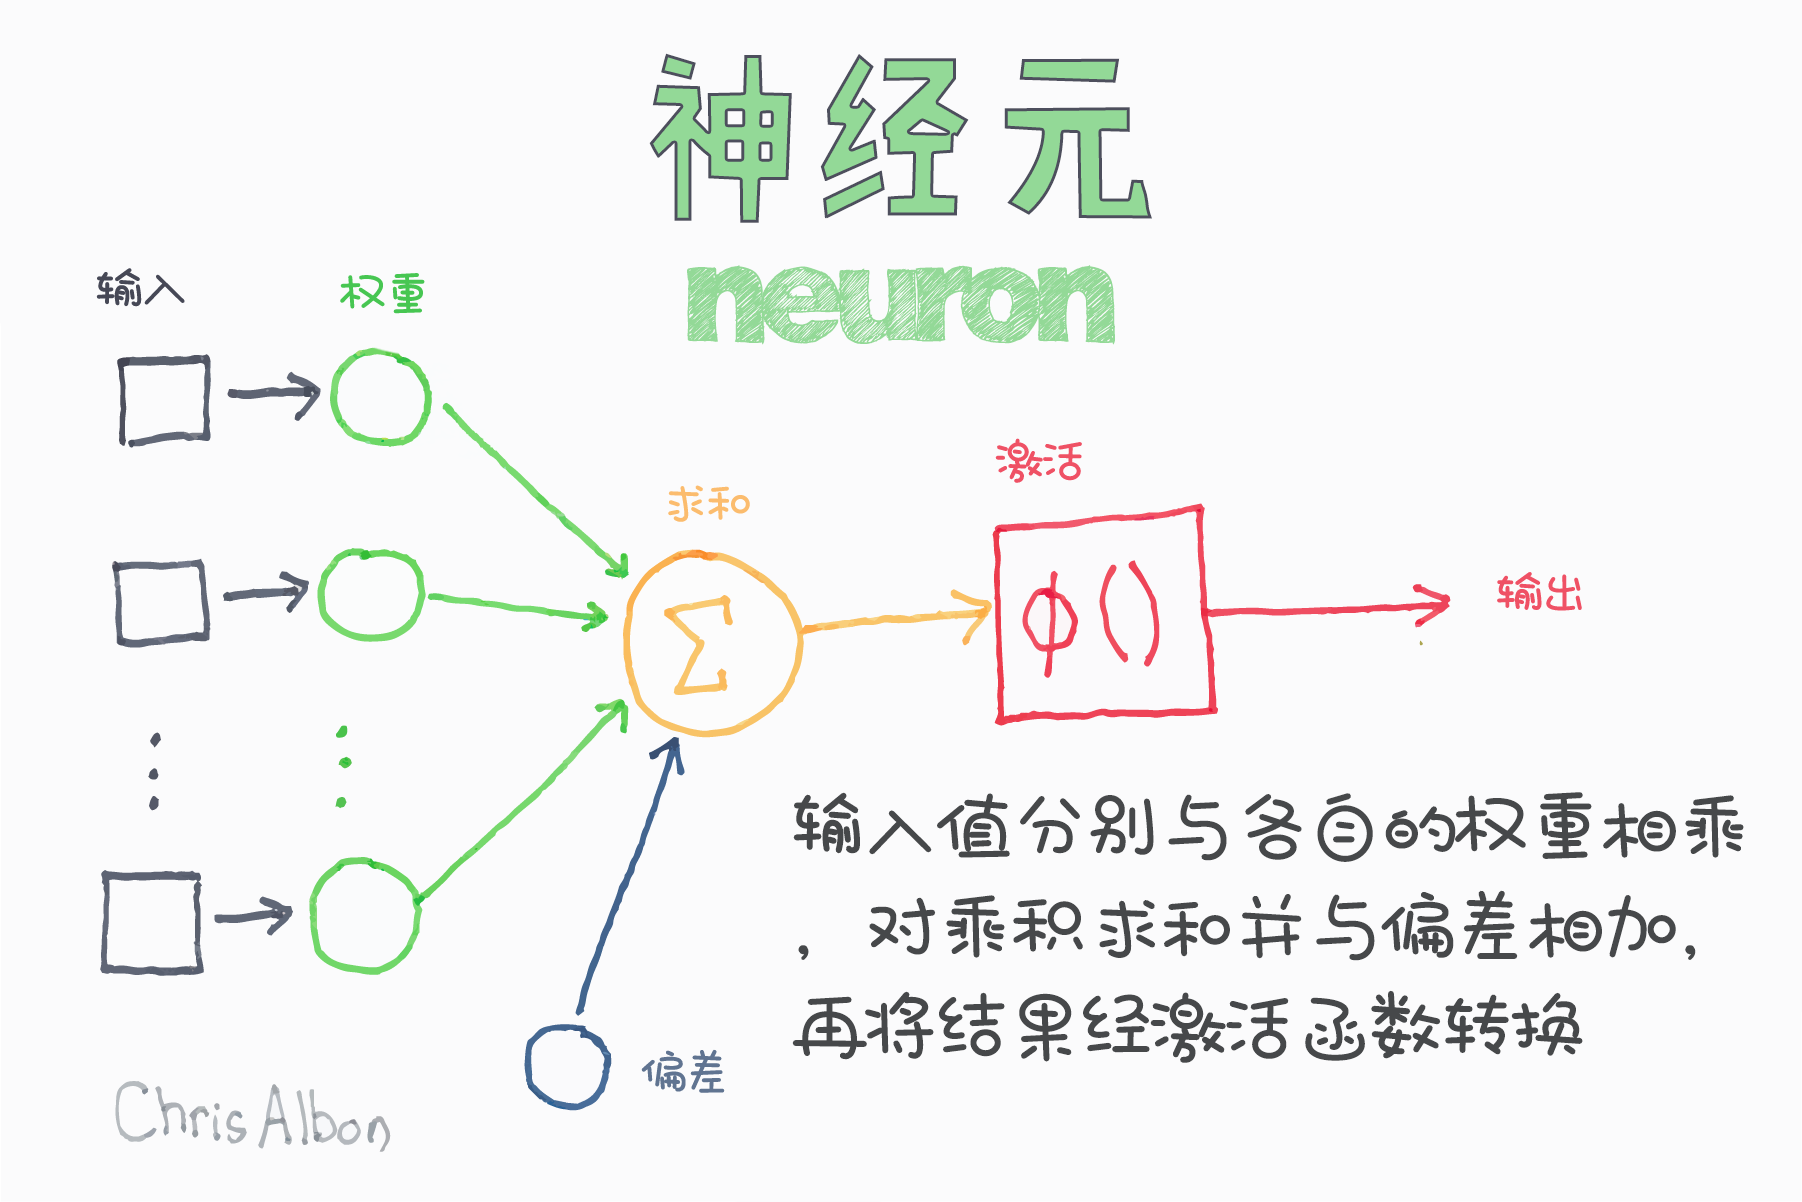 神经元
neuron
输入
权重
求和
Σ
激活
ϕ()
输出
偏差
输入值分别与各自的权重相乘
，对乘积求和并与偏差相加，
再将结果经激活函数转换
Chris Albon